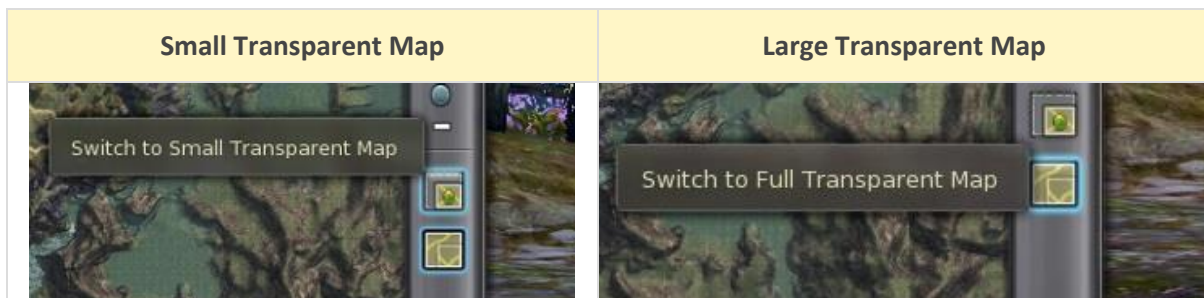 Small Transparent Map
Large Transparent Map
Switch to Small Transparent Map
Switch to Full Transparent Map